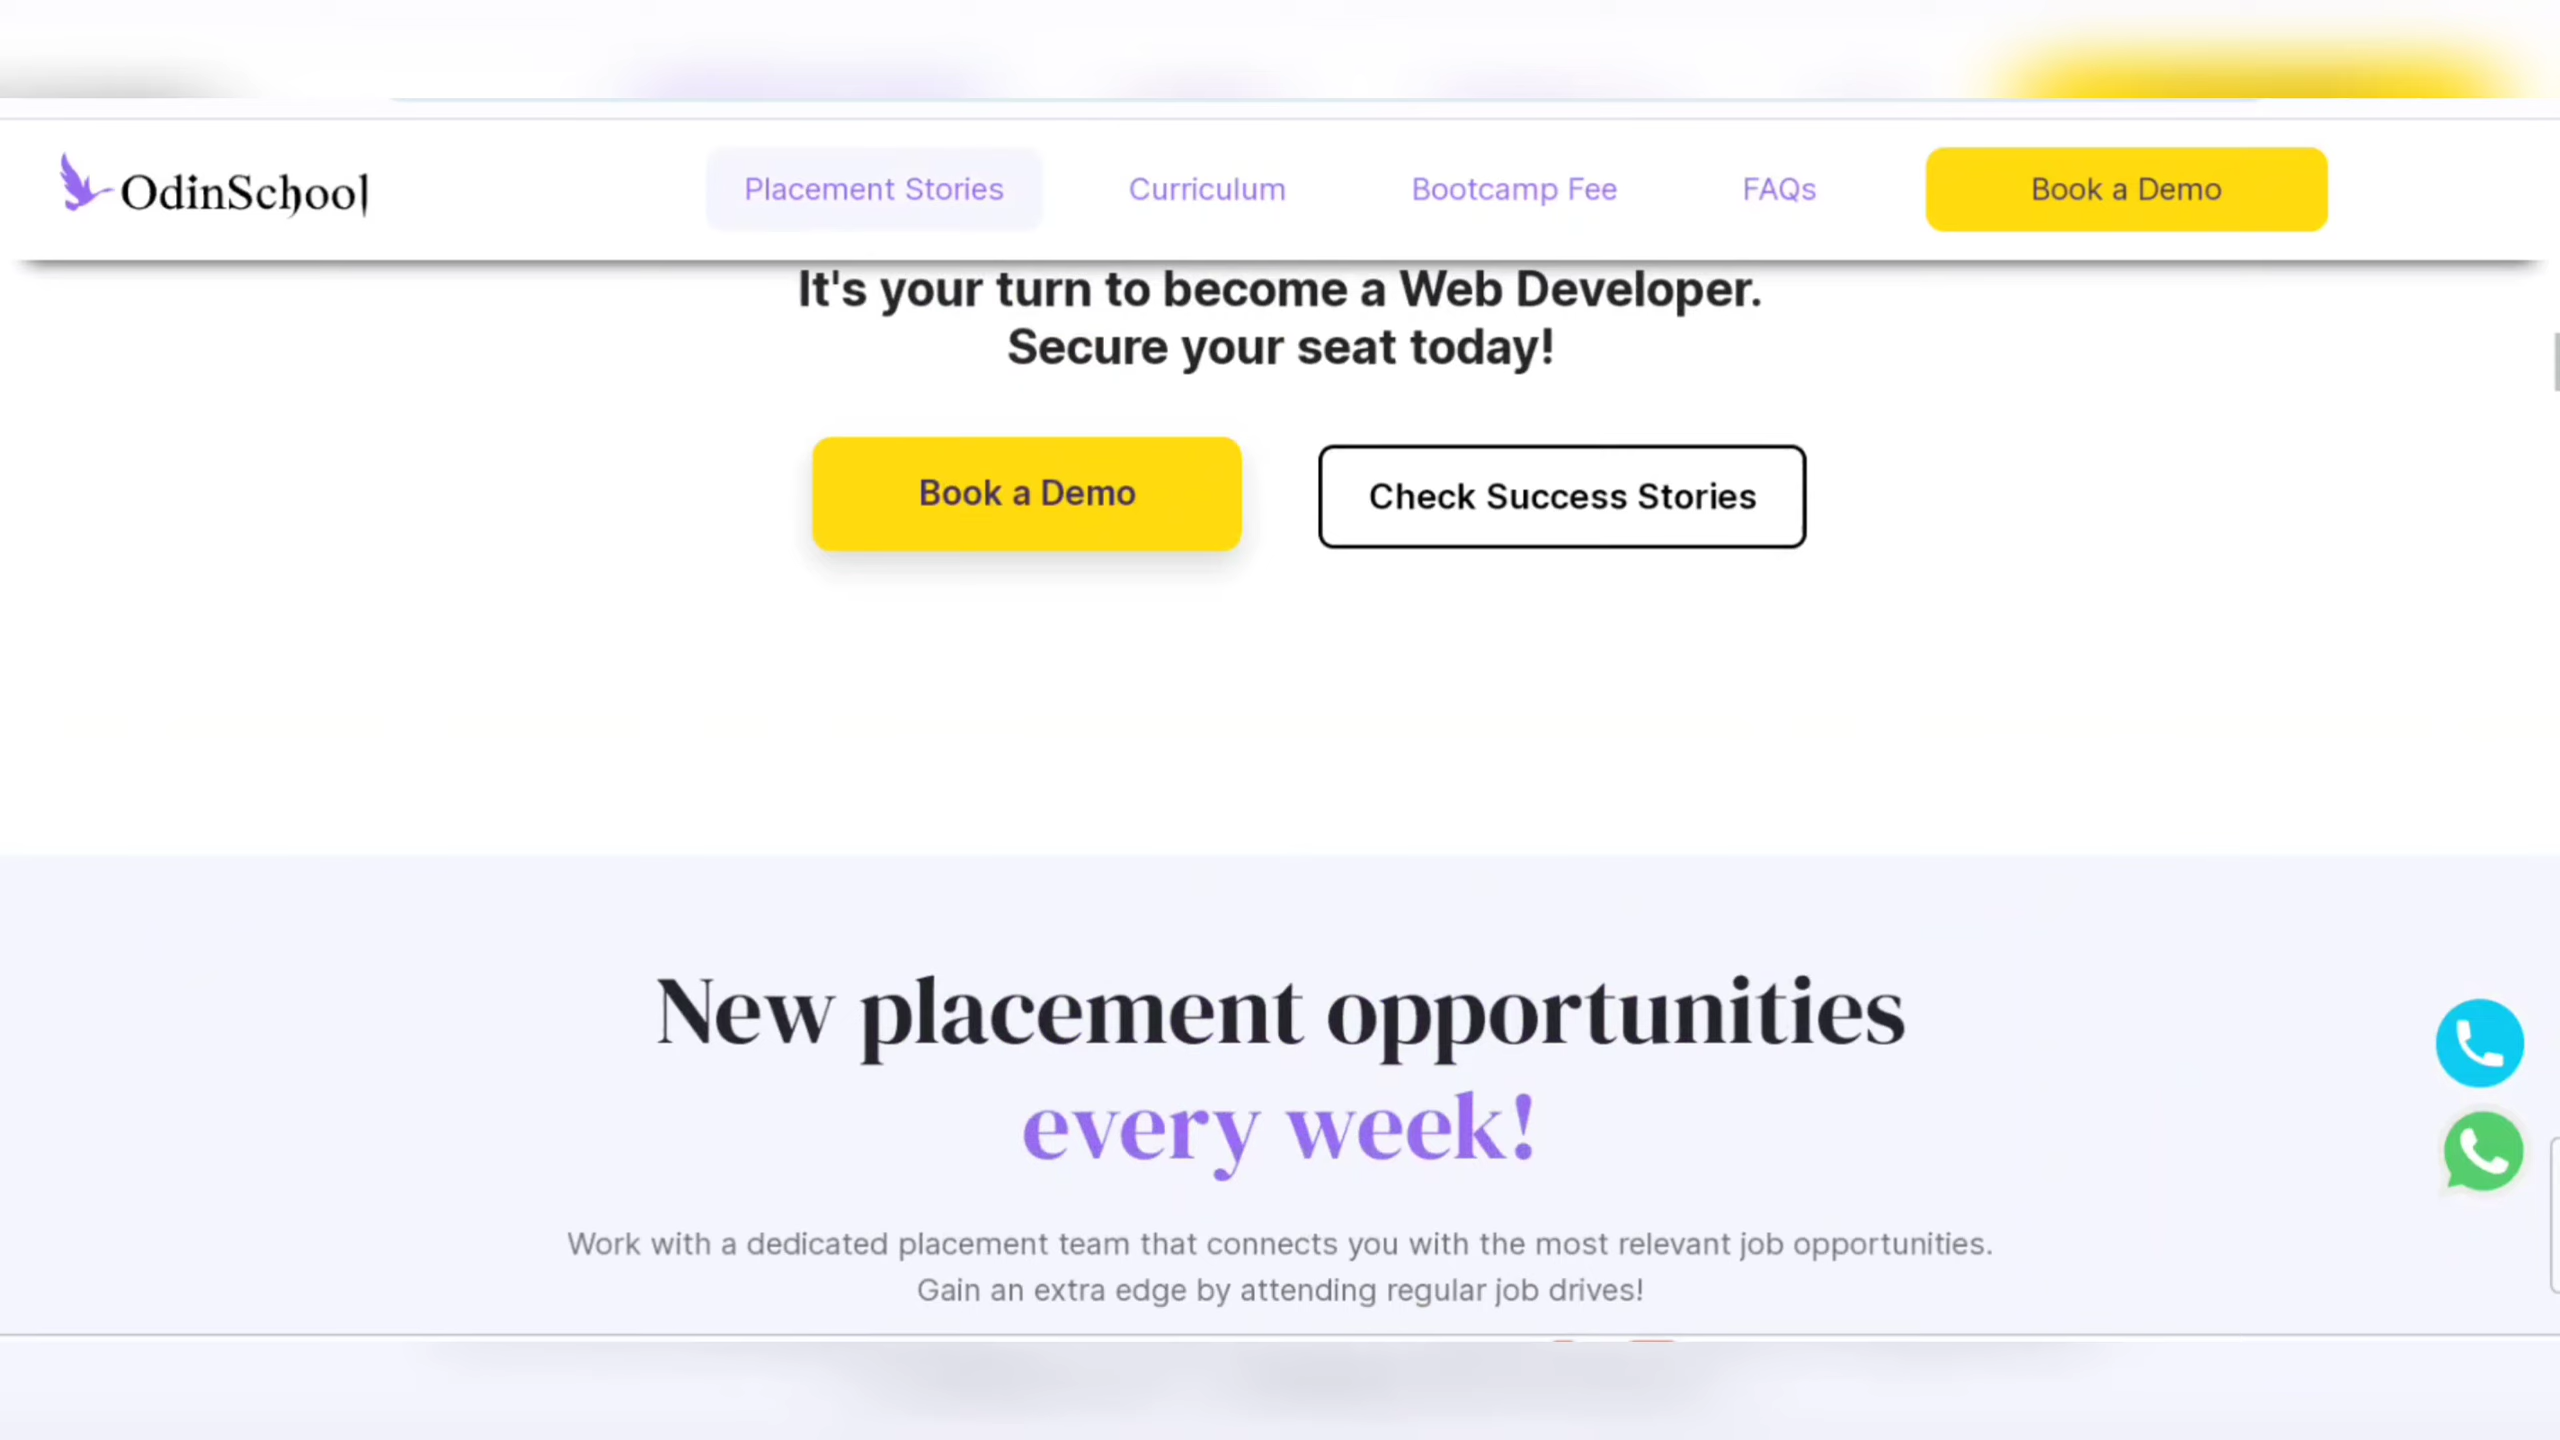 OdinSchool
Placement Stories
Curriculum
Bootcamp Fee
FAQs
Book a Demo
It's your turn to become a Web Developer.
Secure your seat today!
Book a Demo
Check Success Stories
New placement opportunities
every week!
Work with a dedicated placement team that connects you with the most relevant job opportunities.
Gain an extra edge by attending regular job drives!